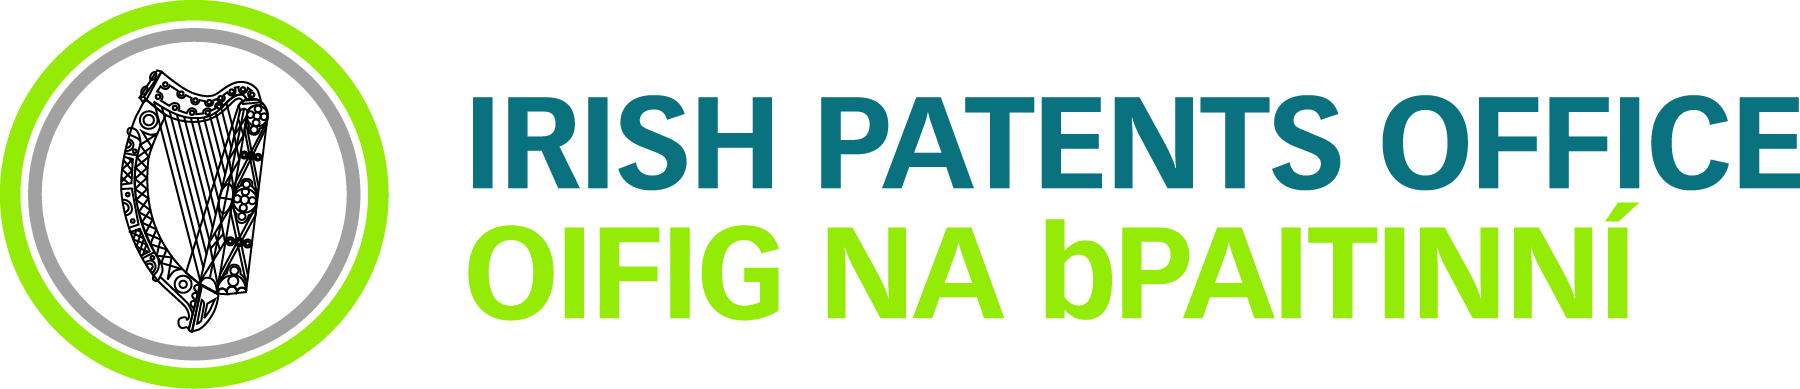 IRISH PATENTS OFFICE
OIFIG NA bPAITINNÍ